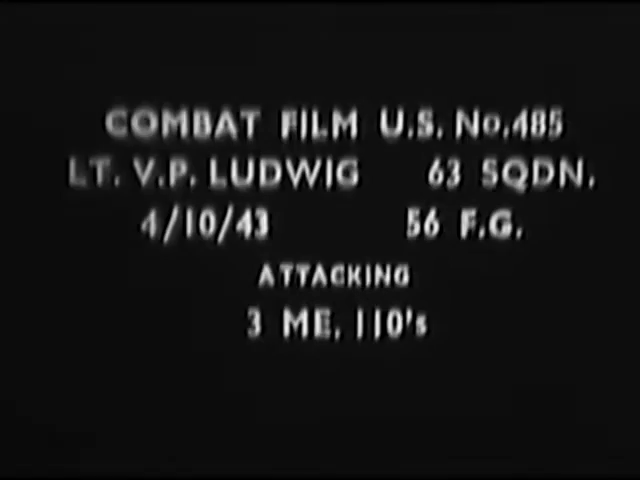 COMBAT FILM U.S. No.485
LT. V.P. LUDWIG 63 SQDN.
4/10/43 56 F.G.
ATTACKING
3 ME. 110's